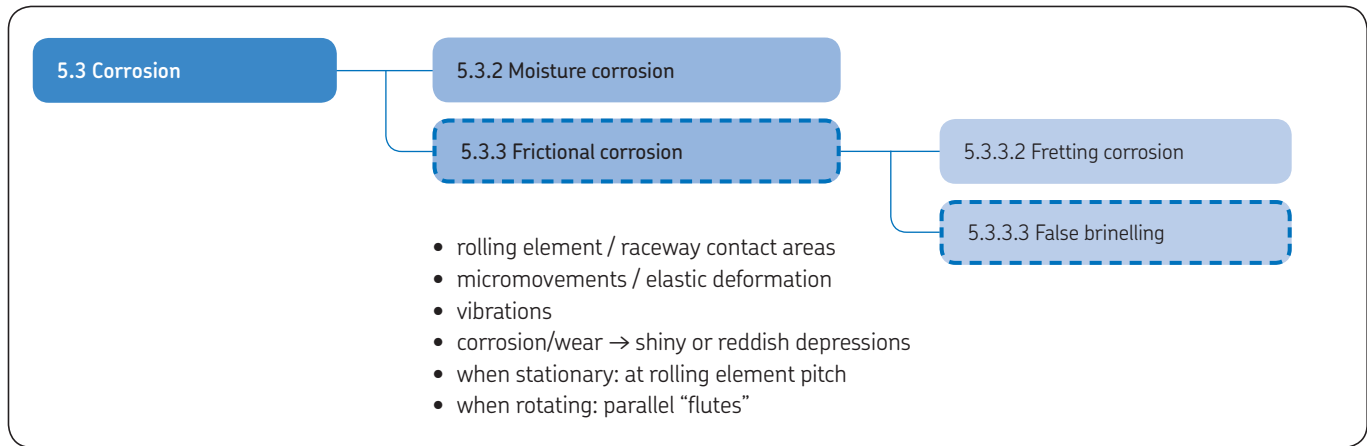 5.3 Corrosion
5.3.2 Moisture corrosion
5.3.3 Frictional corrosion
5.3.3.2 Fretting corrosion
5.3.3.3 False brinelling
• rolling element / raceway contact areas
• micromovements / elastic deformation
• vibrations
• corrosion/wear → shiny or reddish depressions
• when stationary: at rolling element pitch
• when rotating: parallel “flutes”